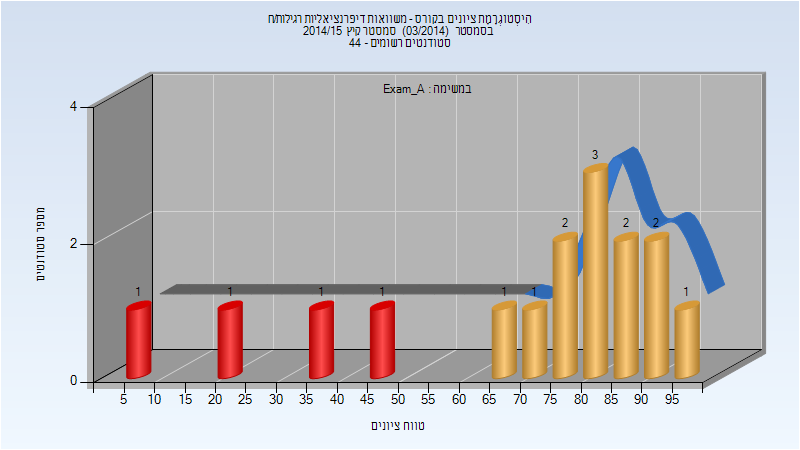 הִיסְטוֹגְרָמַת ציונים בקורס - משוואות דיפרנציאליות רגילות/ח
בסמסטר (03/2014) סמסטר קיץ 2014/15
סטודנטים רשומים - 44
במשימה : Exam_A
מספר סטודנטים
4
2
0
1 1 1 1 1 1 2 3 2 2 1
5 10 15 20 25 30 35 40 45 50 55 60 65 70 75 80 85 90 95
טווח ציונים